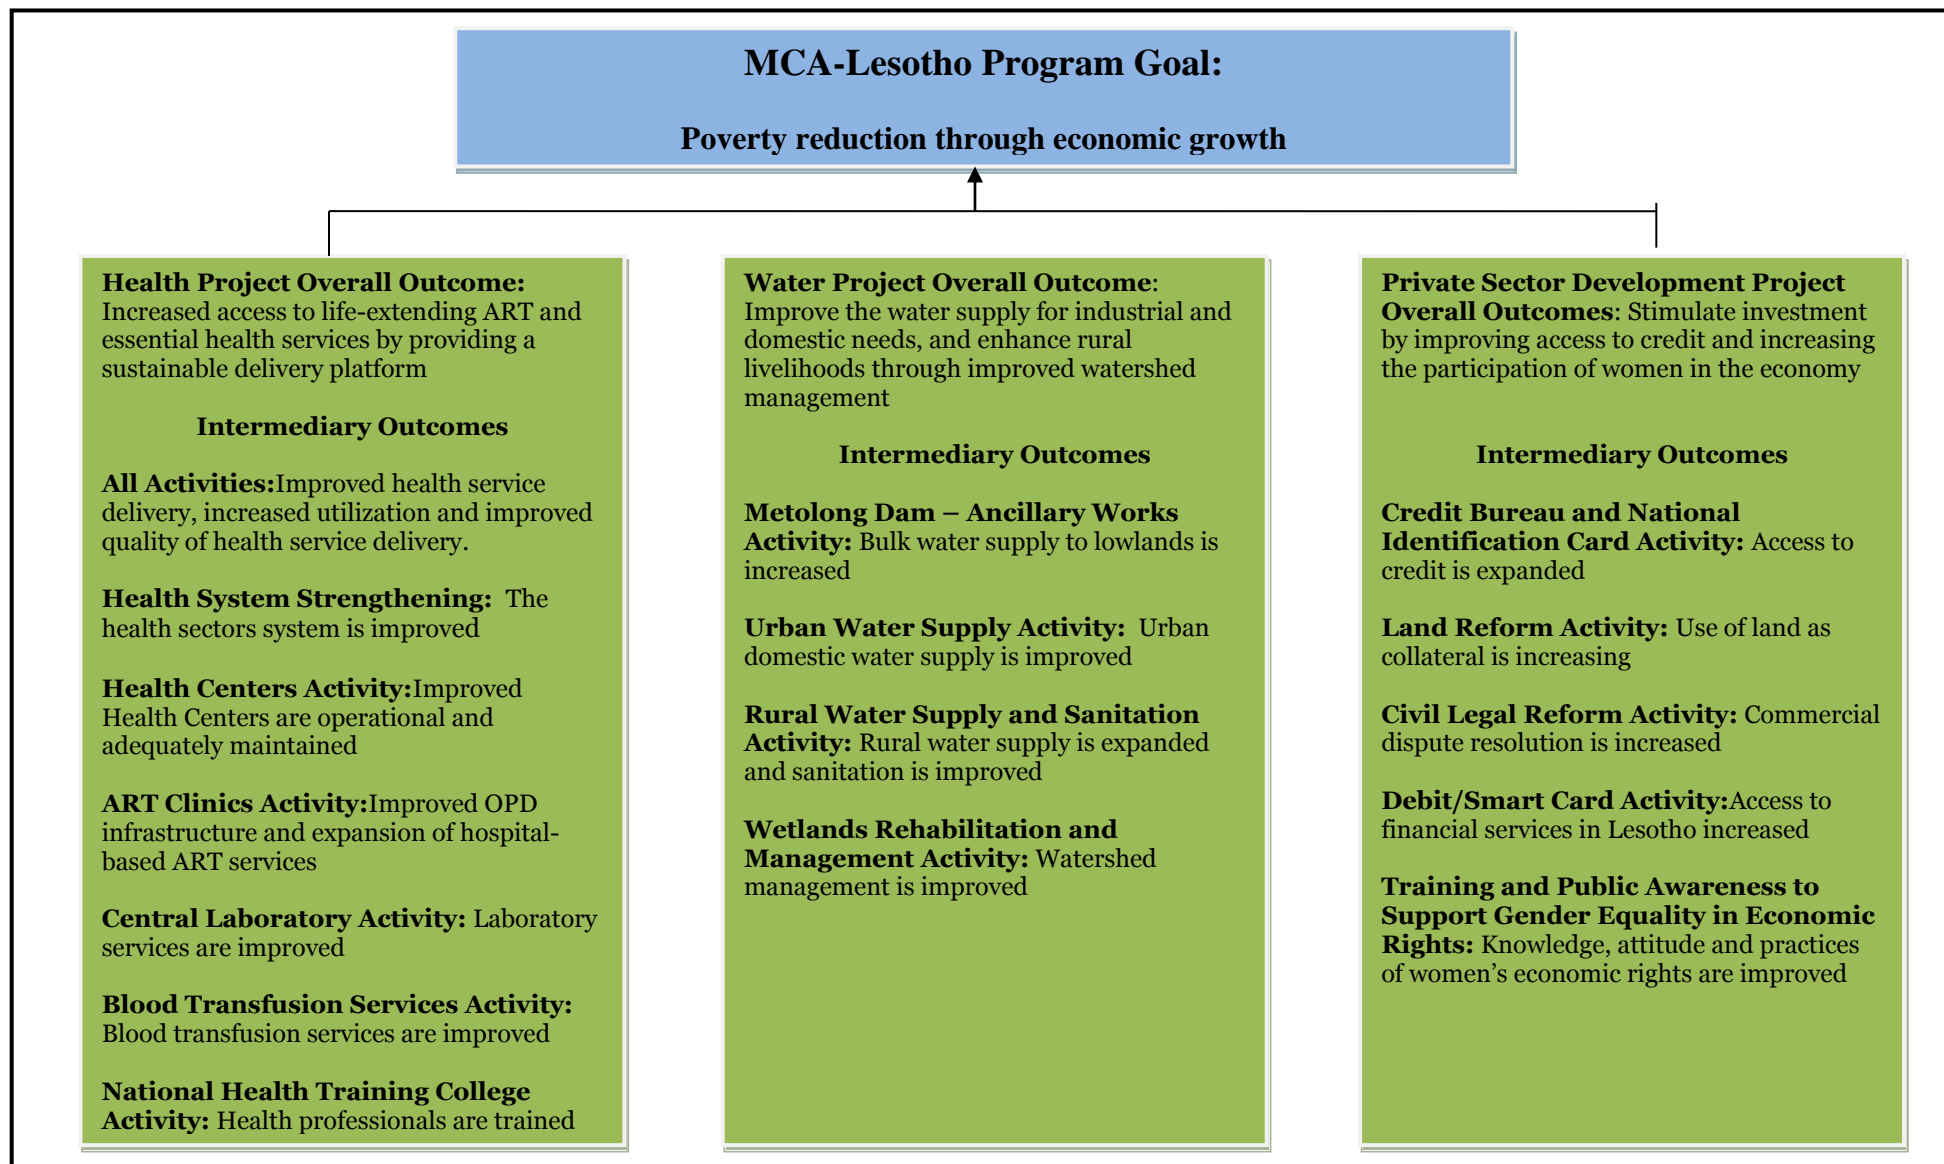 MCA-Lesotho Program Goal:
Poverty reduction through economic growth
Health Project Overall Outcome:
Increased access to life-extending ART and
essential health services by providing a
sustainable delivery platform
Intermediary Outcomes
All Activities:Improved health service
delivery, increased utilization and improved
quality of health service delivery.
Health System Strengthening: The
health sectors system is improved
Health Centers Activity:Improved
Health Centers are operational and
adequately maintained
ART Clinics Activity:Improved OPD
infrastructure and expansion of hospital-
based ART services
Central Laboratory Activity: Laboratory
services are improved
Blood Transfusion Services Activity:
Blood transfusion services are improved
National Health Training College
Activity: Health professionals are trained
Water Project Overall Outcome:
Improve the water supply for industrial and
domestic needs, and enhance rural
livelihoods through improved watershed
management
Intermediary Outcomes
Metolong Dam – Ancillary Works
Activity: Bulk water supply to lowlands is
increased
Urban Water Supply Activity: Urban
domestic water supply is improved
Rural Water Supply and Sanitation
Activity: Rural water supply is expanded
and sanitation is improved
Wetlands Rehabilitation and
Management Activity: Watershed
management is improved
Private Sector Development Project
Overall Outcomes: Stimulate investment
by improving access to credit and increasing
the participation of women in the economy
Intermediary Outcomes
Credit Bureau and National
Identification Card Activity: Access to
credit is expanded
Land Reform Activity: Use of land as
collateral is increasing
Civil Legal Reform Activity: Commercial
dispute resolution is increased
Debit/Smart Card Activity:Access to
financial services in Lesotho increased
Training and Public Awareness to
Support Gender Equality in Economic
Rights: Knowledge, attitude and practices
of women’s economic rights are improved